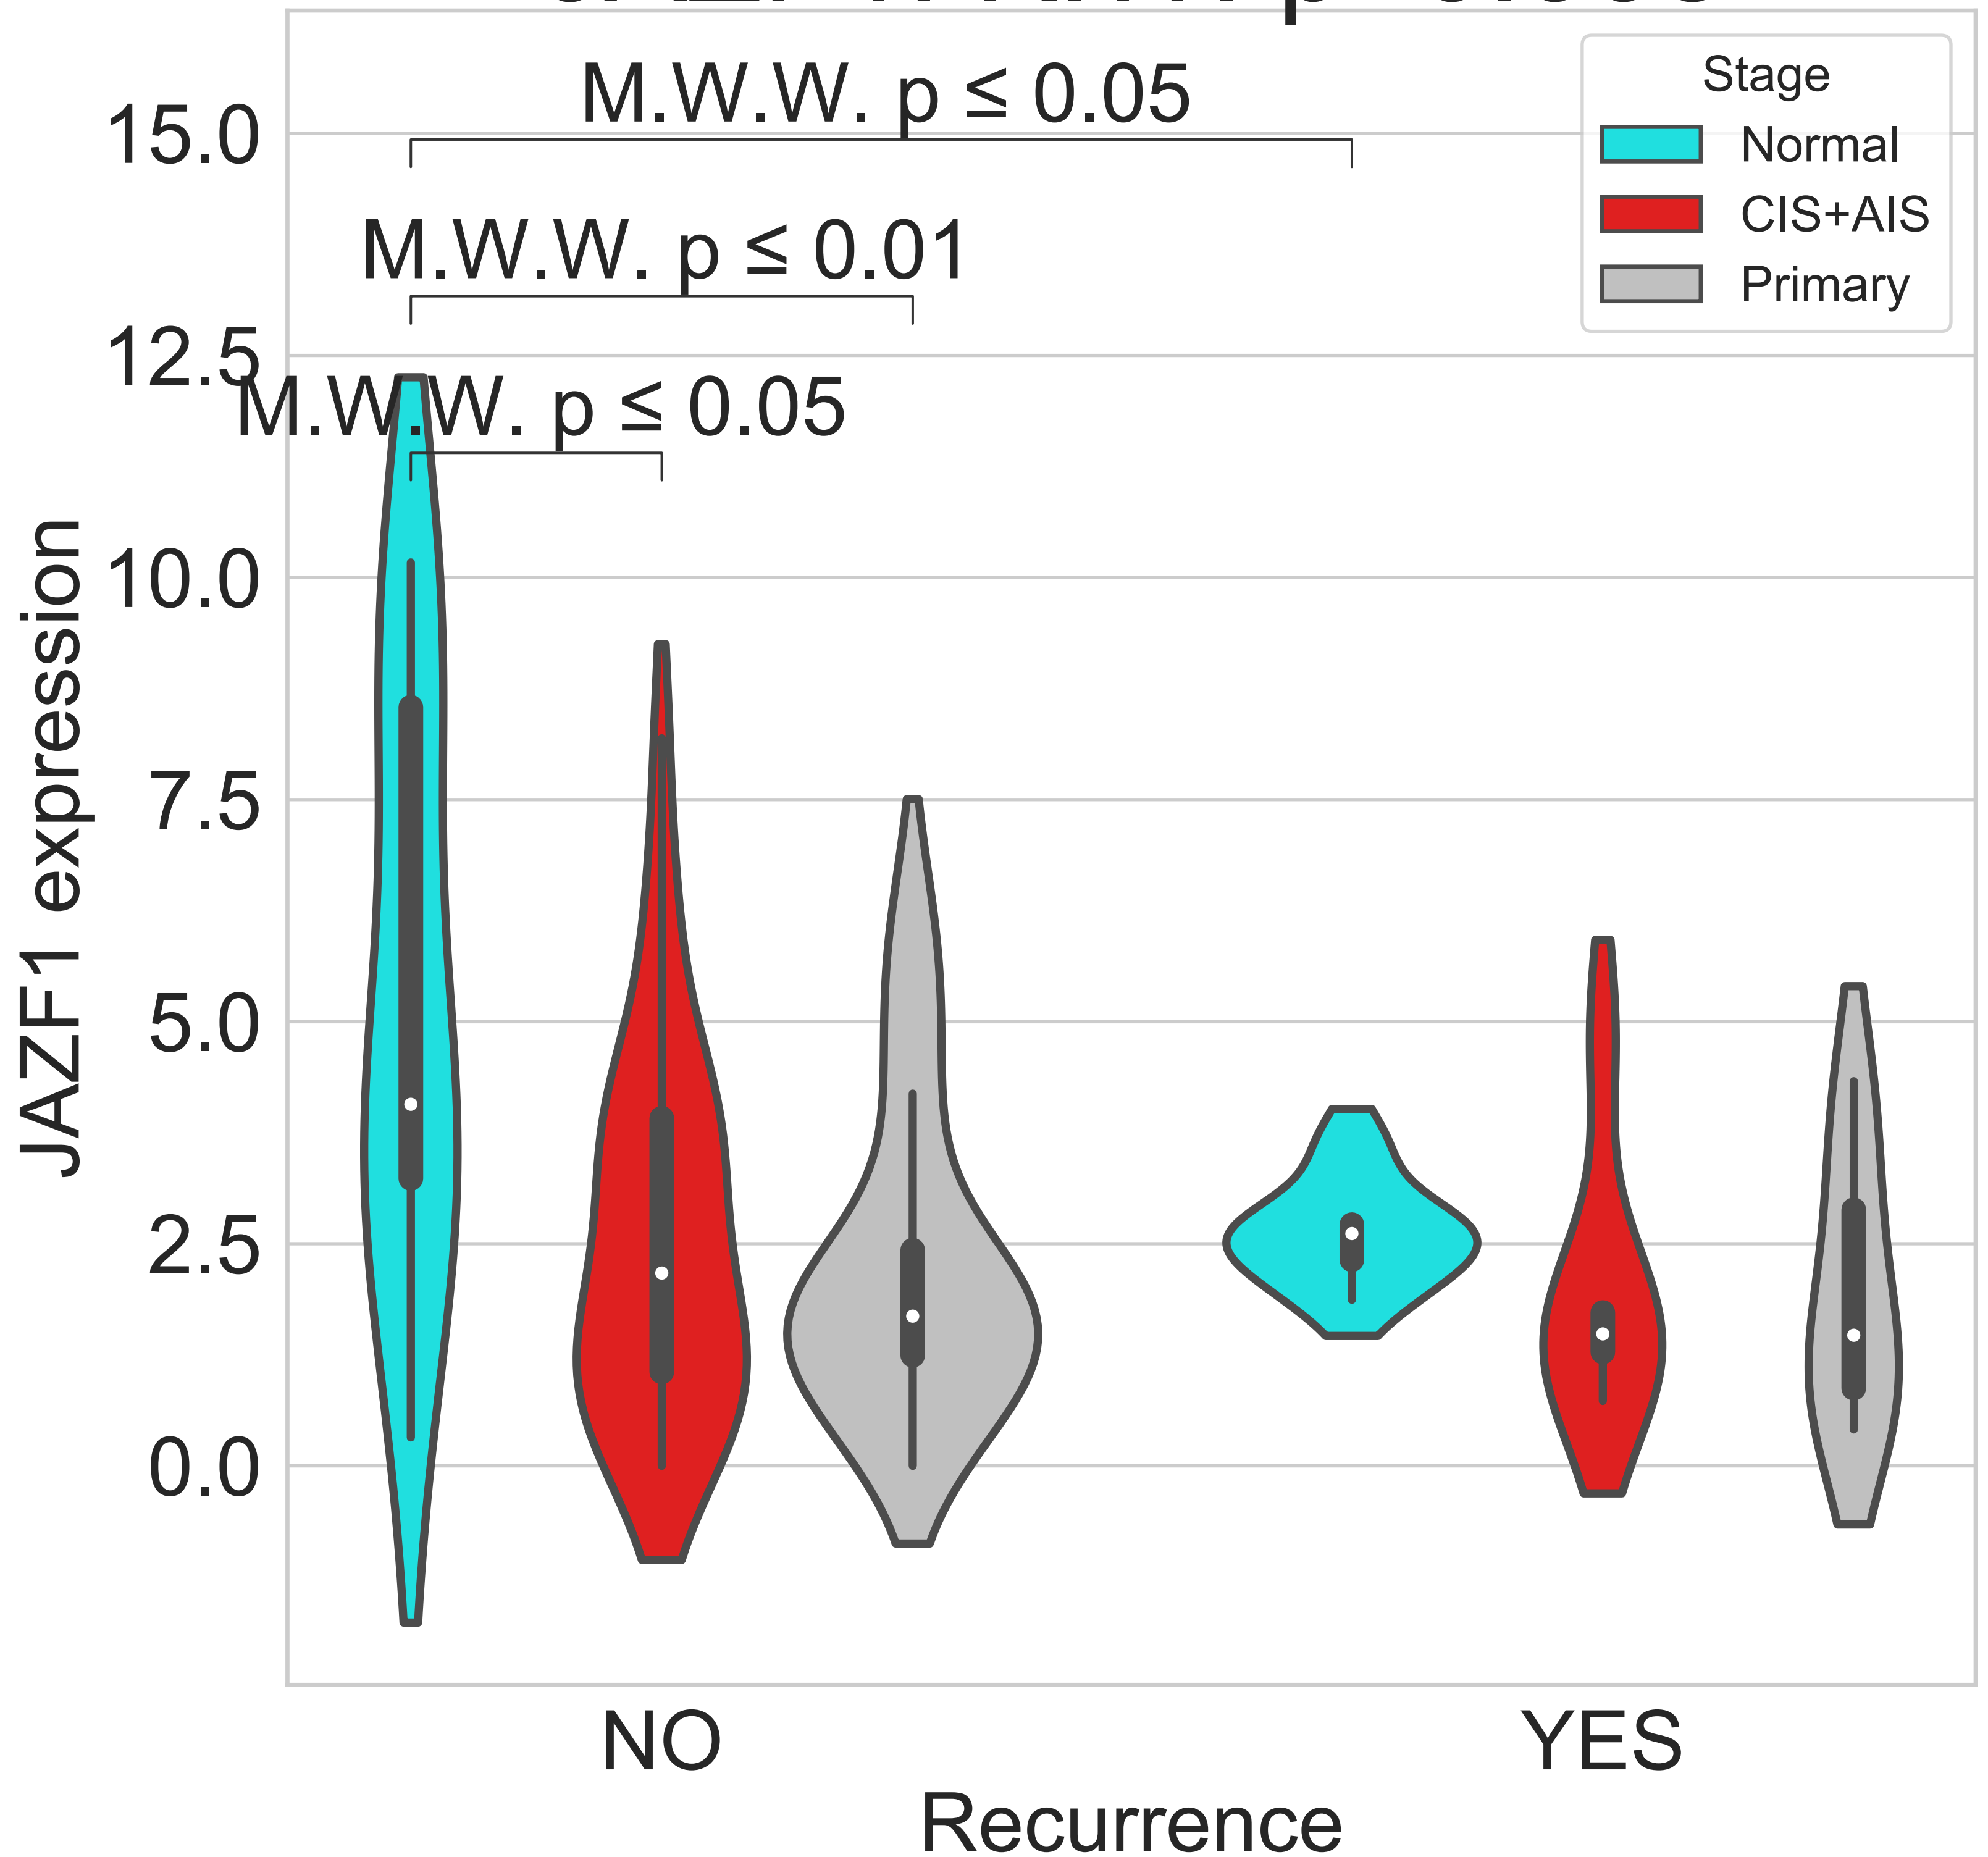 M.W.W. p ≤ 0.05
Stage
Normal
CIS+AIS
Primary
M.W.W. p ≤ 0.01
M.W.W. p ≤ 0.05
15.0
12.5
10.0
7.5
5.0
2.5
0.0
JAZF1 expression
NO
YES
Recurrence